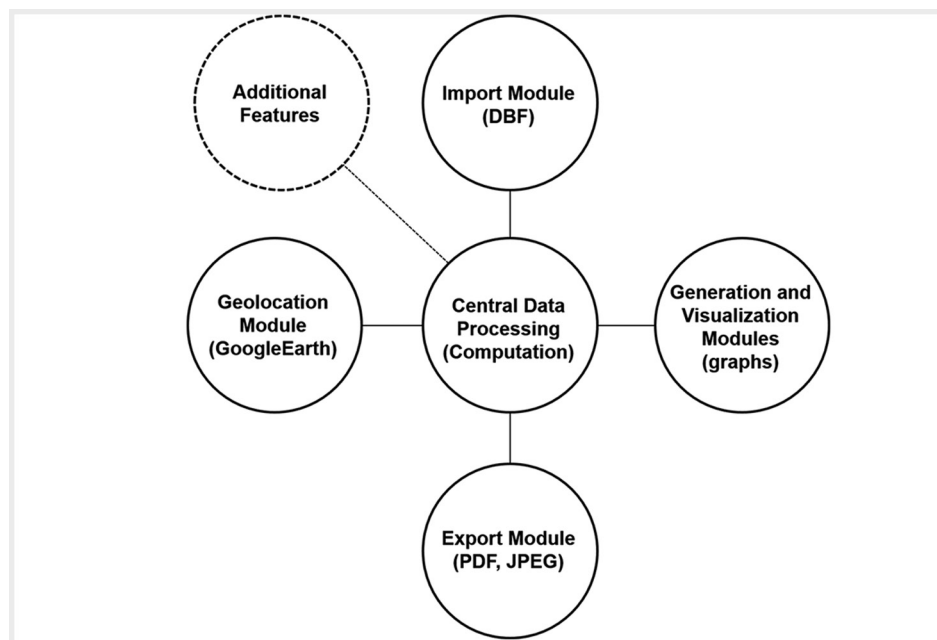 Additional
Features
Import Module
(DBF)
Geolocation
Module
(GoogleEarth)
Central Data
Processing
(Computation)
Generation and
Visualization
Modules
(graphs)
Export Module
(PDF, JPEG)